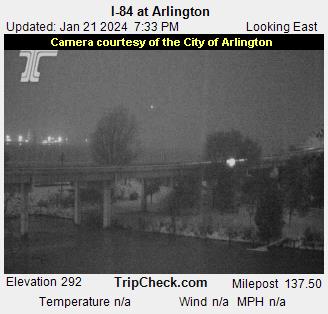 I-84 at Arlington
Updated: Jan 21 2024 7:33 PM Looking East
Camera courtesy of the City of Arlington
Elevation 292 TripCheck.com Milepost 137.50
Temperature n/a Wind n/a MPH n/a